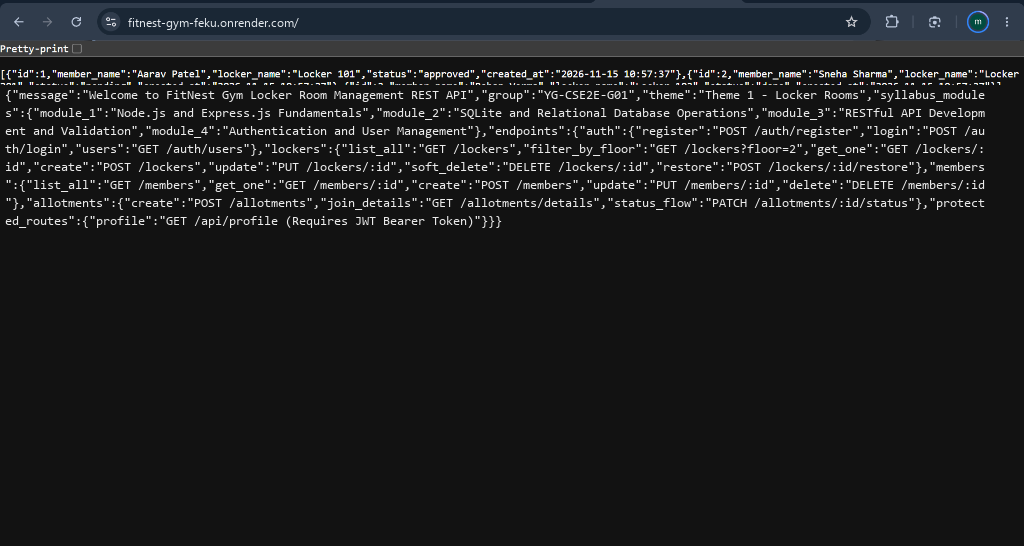 fitnest-gym-feku.onrender.com/
m
Pretty-print
[{"id":1,"member_name":"Aarav Patel","locker_name":"Locker 101","status":"approved","created_at":"2026-11-15 10:57:37"},{"id":2,"member_name":"Sneha Sharma","locker_name":"Locker
{"message":"Welcome to FitNest Gym Locker Room Management REST API","group":"YG-CSE2E-G01","theme":"Theme 1 - Locker Rooms","syllabus_module
s":{"module_1":"Node.js and Express.js Fundamentals","module_2":"SQLite and Relational Database Operations","module_3":"RESTful API Developm
ent and Validation","module_4":"Authentication and User Management"},"endpoints":{"auth":{"register":"POST /auth/register","login":"POST /au
th/login","users":"GET /auth/users"},"lockers":{"list_all":"GET /lockers","filter_by_floor":"GET /lockers?floor=2","get_one":"GET /lockers/:
id","create":"POST /lockers","update":"PUT /lockers/:id","soft_delete":"DELETE /lockers/:id","restore":"POST /lockers/:id/restore"},"members
":{"list_all":"GET /members","get_one":"GET /members/:id","create":"POST /members","update":"PUT /members/:id","delete":"DELETE /members/:id
"},"allotments":{"create":"POST /allotments","join_details":"GET /allotments/details","status_flow":"PATCH /allotments/:id/status"},"protect
ed_routes":{"profile":"GET /api/profile (Requires JWT Bearer Token)"}}}